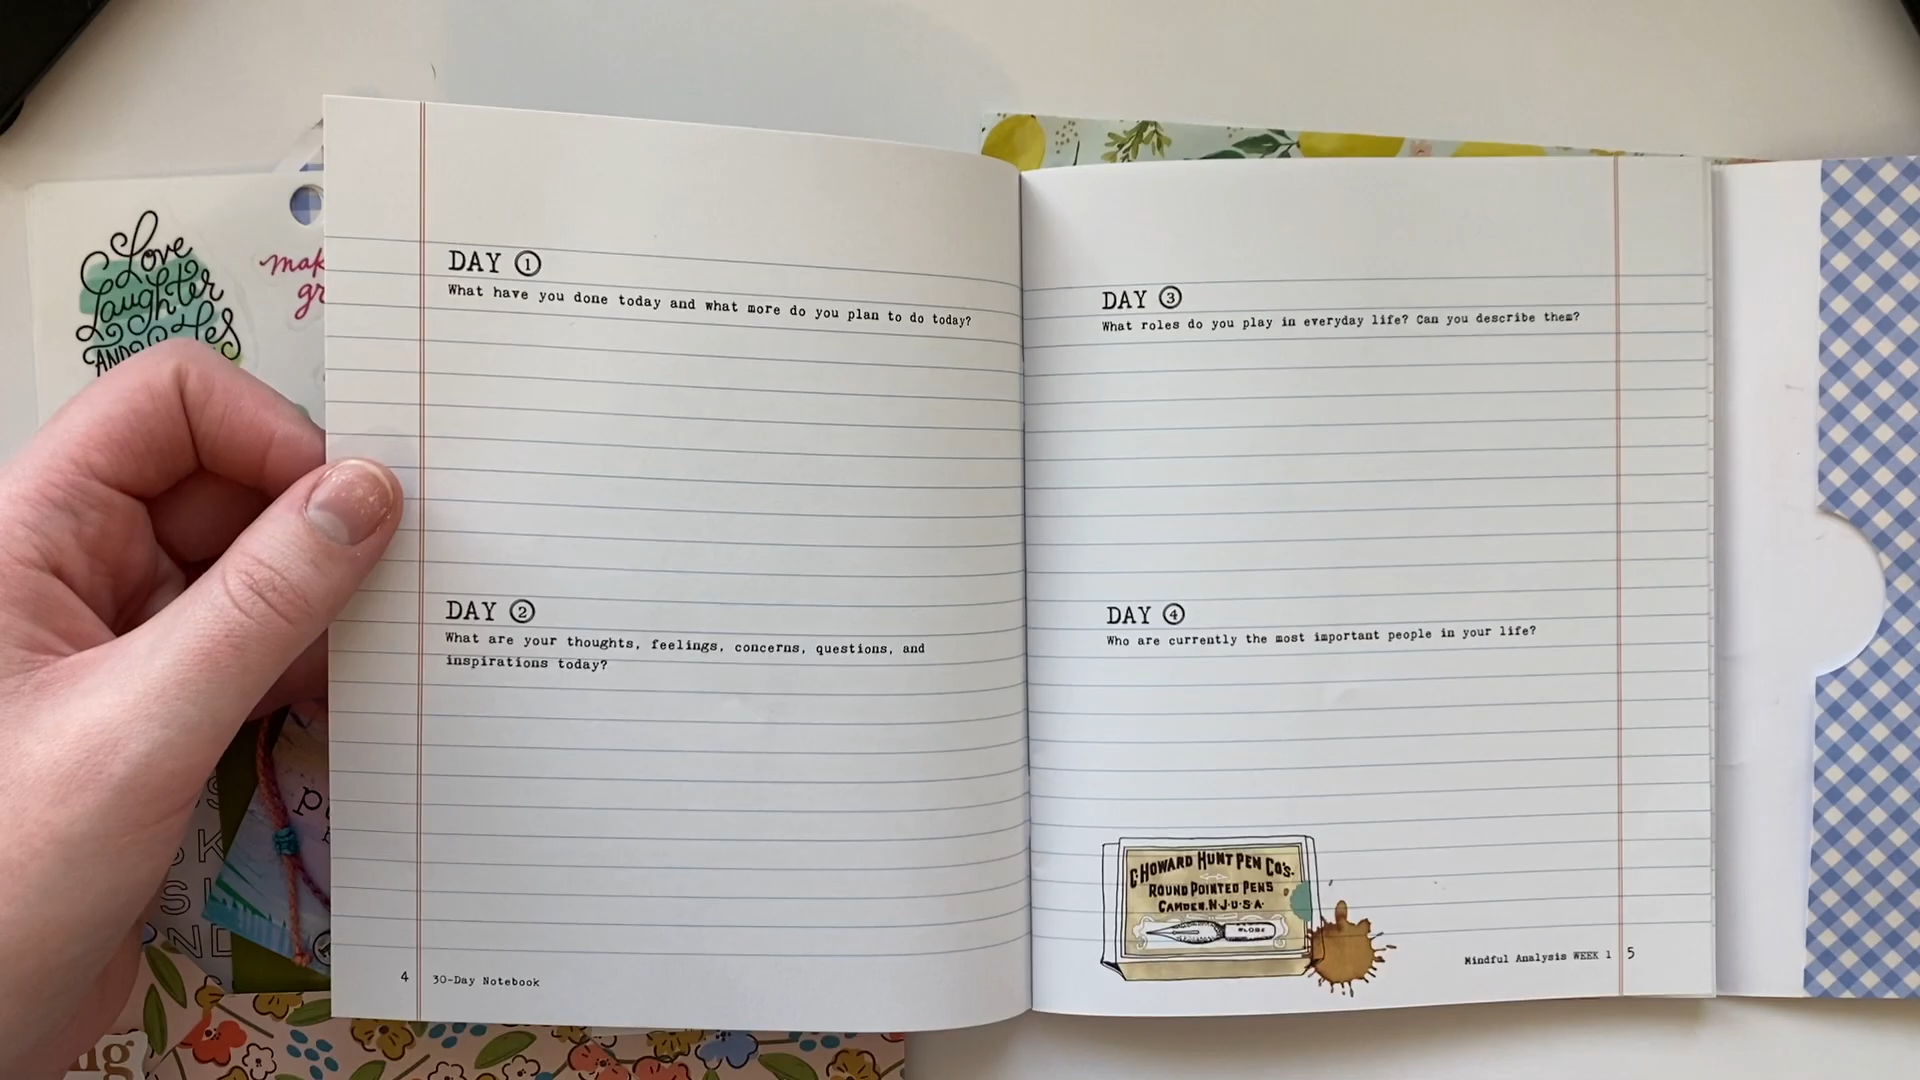 Love
Laughter
AND
DAY 1
What have you done today and what more do you plan to do today?
DAY 2
What are your thoughts, feelings, concerns, questions, and
inspirations today?
4 30-Day Notebook
DAY 3
What roles do you play in everyday life? Can you describe them?
DAY 4
Who are currently the most important people in your life?
C. HOWARD HUNT PEN CO'S.
ROUND POINTED PENS
CAMDEN, N.J. U.S.A.
GLOBE
Mindful Analysis WEEK 1 5